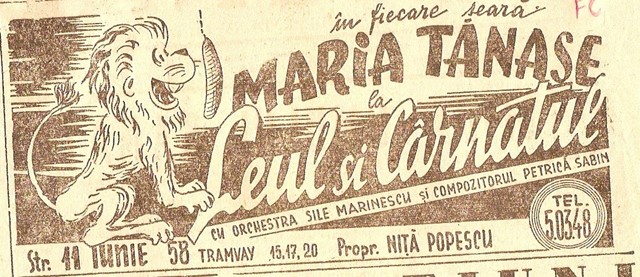 în fiecare seară
FC
MARIA TĂNASE
la
Leul și Cârnatul
CU ORCHESTRA SILE MARINESCU ȘI COMPOZITORUL PETRICĂ SABIN
TEL.
50348
Str. 11 IUNIE 58 TRAMVAY 15.17,20 Propr. NIȚĂ POPESCU